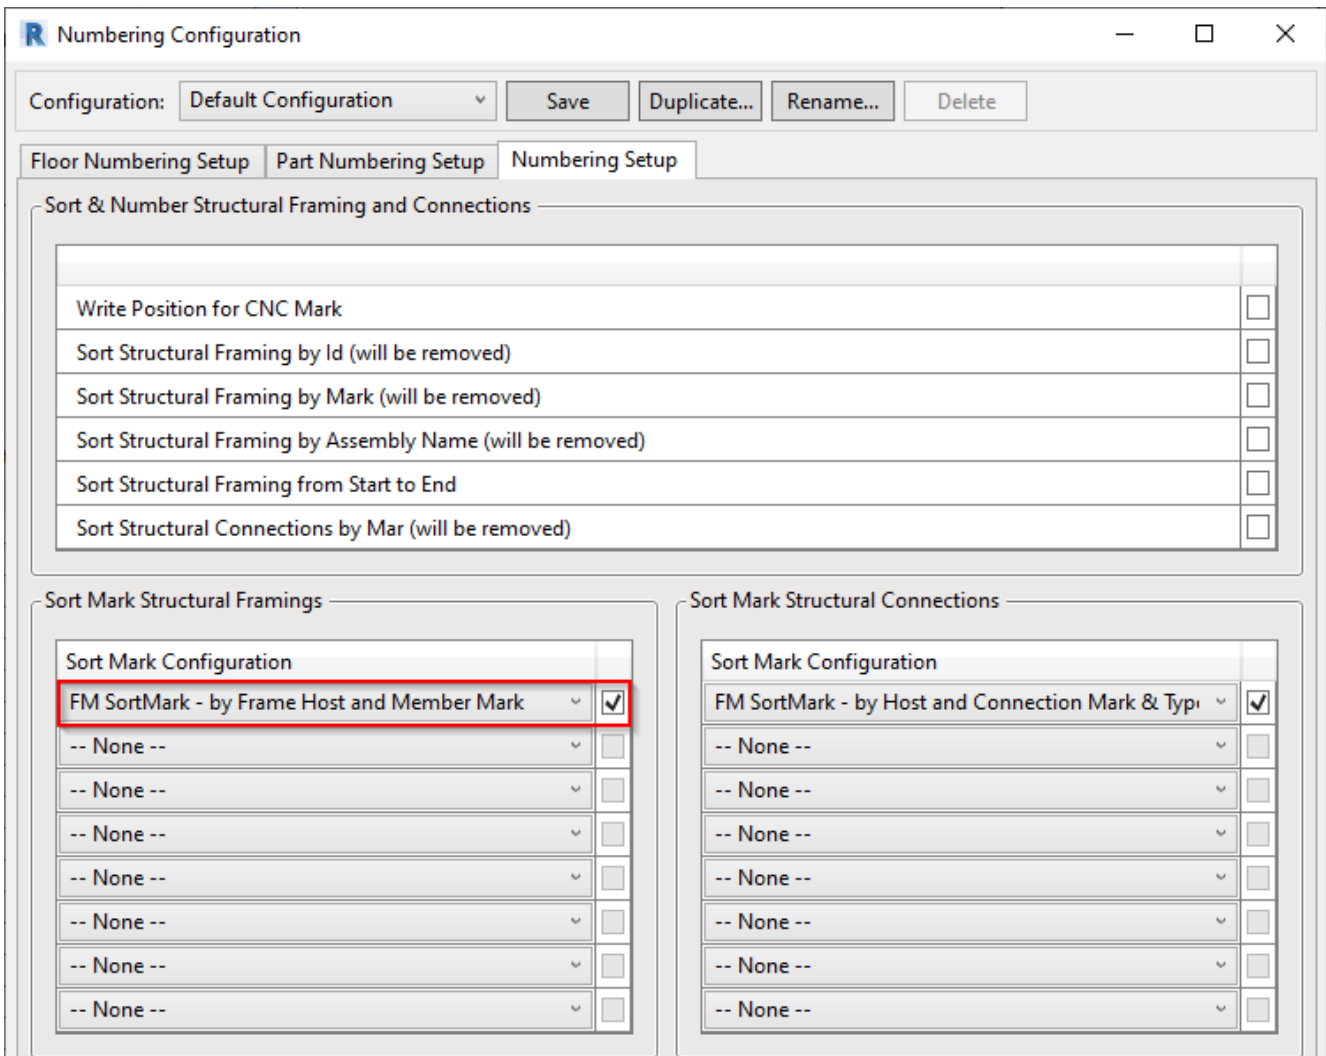 Numbering Configuration
Configuration: Default Configuration Save Duplicate... Rename... Delete
Floor Numbering Setup Part Numbering Setup Numbering Setup
Sort & Number Structural Framing and Connections
Write Position for CNC Mark
Sort Structural Framing by Id (will be removed)
Sort Structural Framing by Mark (will be removed)
Sort Structural Framing by Assembly Name (will be removed)
Sort Structural Framing from Start to End
Sort Structural Connections by Mar (will be removed)
Sort Mark Structural Framings
Sort Mark Configuration
FM SortMark - by Frame Host and Member Mark
-- None --
-- None --
-- None --
-- None --
-- None --
-- None --
-- None --
Sort Mark Structural Connections
Sort Mark Configuration
FM SortMark - by Host and Connection Mark & Typ
-- None --
-- None --
-- None --
-- None --
-- None --
-- None --
-- None --